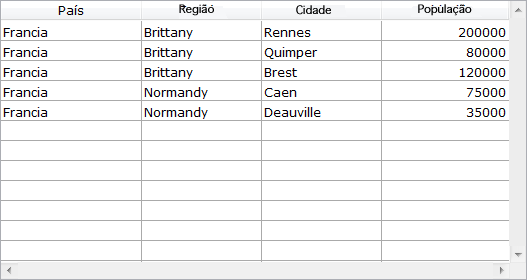 País Região Cidade População
Francia Brittany Rennes 200000
Francia Brittany Quimper 80000
Francia Brittany Brest 120000
Francia Normandy Caen 75000
Francia Normandy Deauville 35000